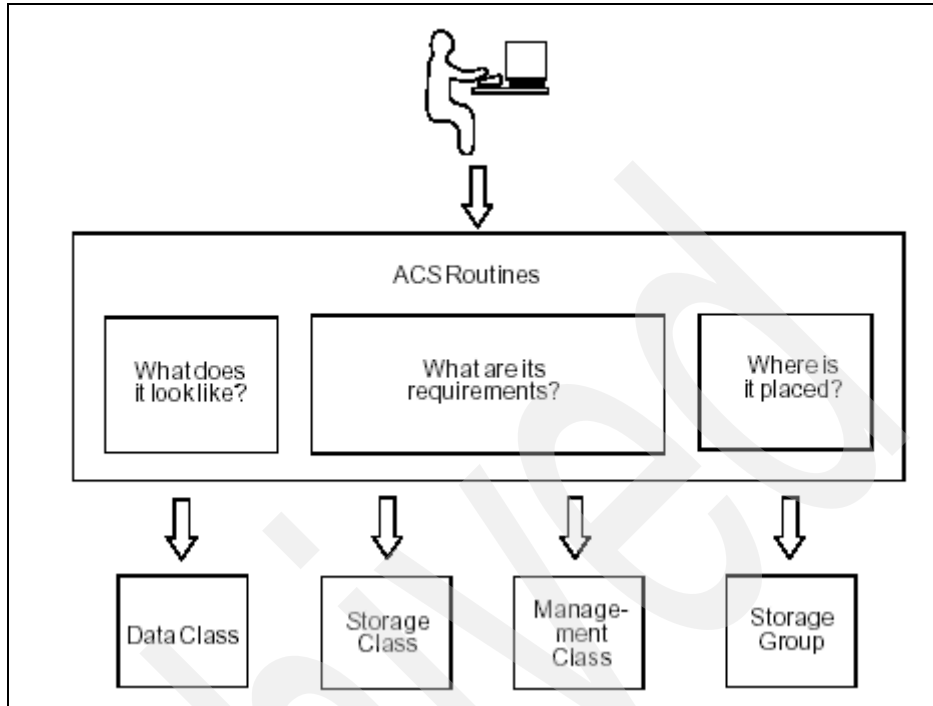 ACS Routines
What does
it look like?
What are its
requirements?
Where is
it placed?
Data Class
Storage
Class
Manage-
ment
Class
Storage
Group